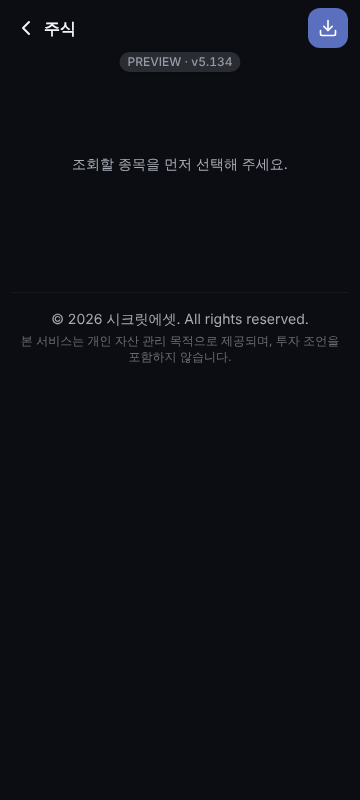 주식
PREVIEW · v5.134
조회할 종목을 먼저 선택해 주세요.
© 2026 시크릿에셋. All rights reserved.
본 서비스는 개인 자산 관리 목적으로 제공되며, 투자 조언을
포함하지 않습니다.